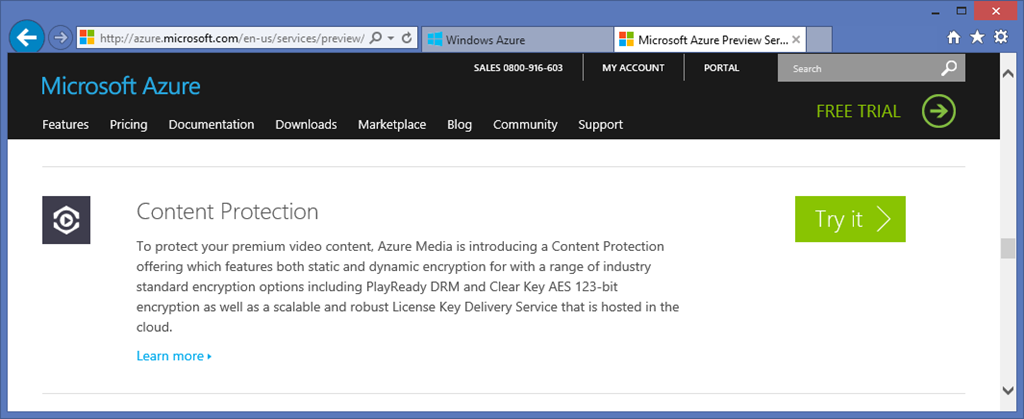 http://azure.microsoft.com/en-us/services/preview/
Windows Azure
Microsoft Azure Preview Ser...
SALES 0800-916-603
MY ACCOUNT
PORTAL
Search
Microsoft Azure
FREE TRIAL
Features Pricing Documentation Downloads Marketplace Blog Community Support
Content Protection
Try it
To protect your premium video content, Azure Media is introducing a Content Protection
offering which features both static and dynamic encryption for with a range of industry
standard encryption options including PlayReady DRM and Clear Key AES 123-bit
encryption as well as a scalable and robust License Key Delivery Service that is hosted in the
cloud.
Learn more